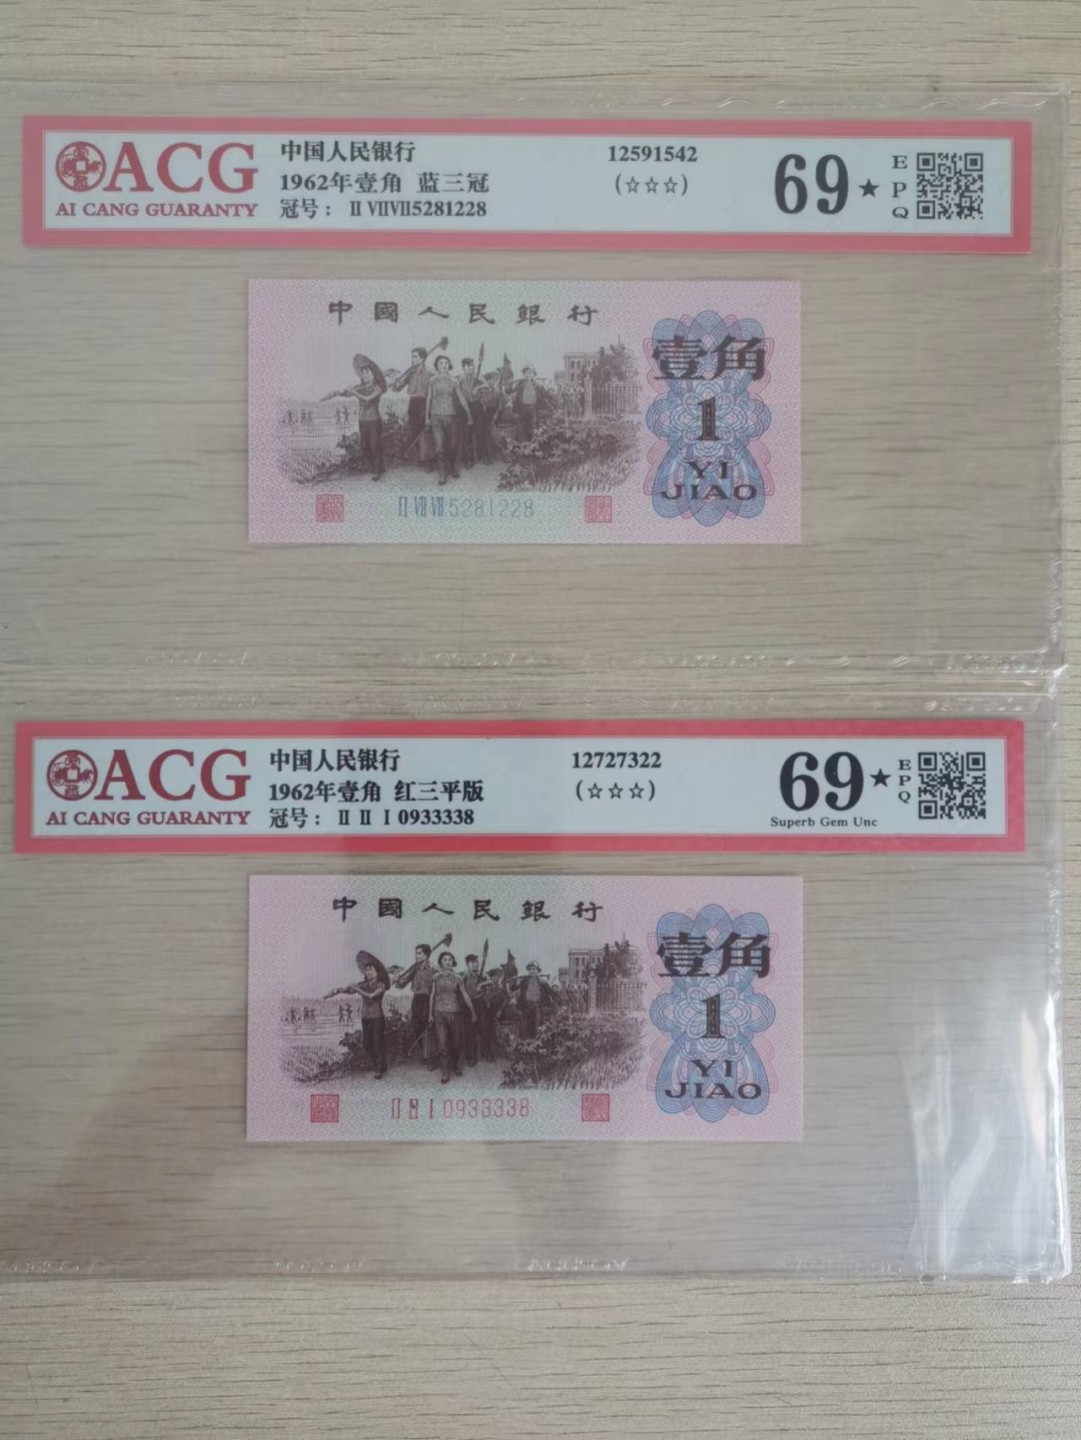 ACG
AI CANG GUARANTY
中国人民银行
1962年壹角 蓝三冠
冠号: Ⅱ ⅦⅦ5281228
12591542
(☆☆☆)
69★
EPQ
中國人民銀行
壹角
1
YI
JIAO
Ⅱ Ⅶ Ⅶ 5281228
ACG
AI CANG GUARANTY
中国人民银行
1962年壹角 红三平版
冠号: Ⅱ Ⅱ Ⅰ 0933338
12727322
(☆☆☆)
69★
Superb Gem Unc
EPQ
中國人民銀行
壹角
1
YI
JIAO
Ⅱ Ⅱ Ⅰ 0933338